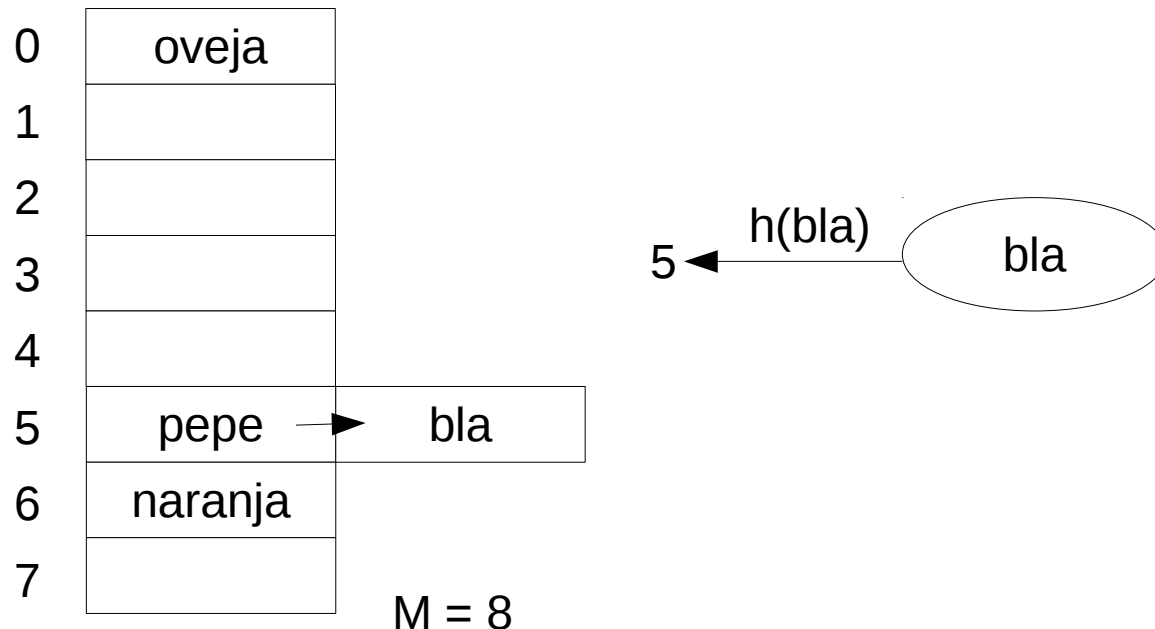 0 oveja
1
2
h(bla)
3
5 bla
4
5 pepe bla
6 naranja
7
M = 8